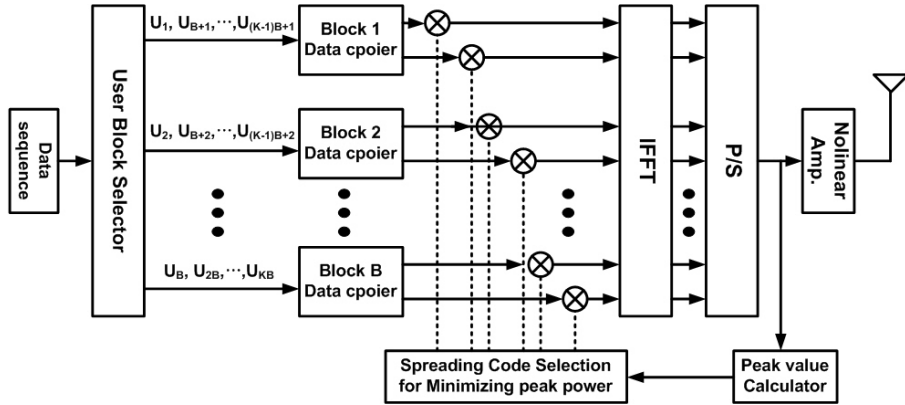 Data sequence
User Block Selector
U1, UB+1,···,U(K-1)B+1
Block 1
Data cpoier
U2, UB+2,···,U(K-1)B+2
Block 2
Data cpoier
UB, U2B,···,UKB
Block B
Data cpoier
IFFT
P/S
Nolinear
Amp.
Spreading Code Selection
for Minimizing peak power
Peak value
Calculator